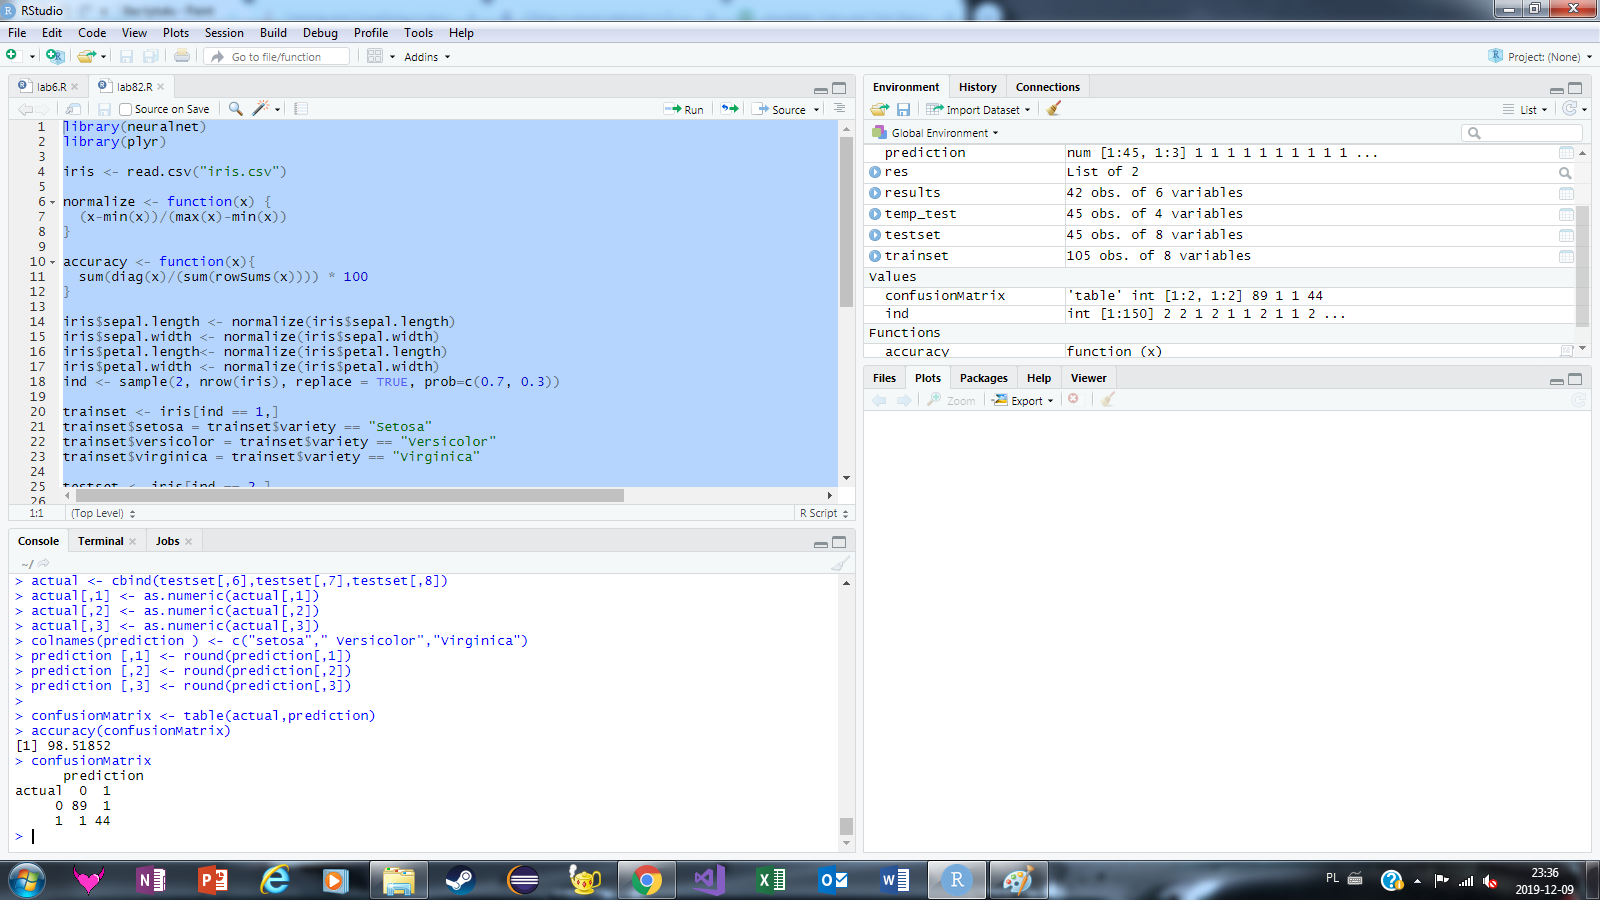 RStudio
File Edit Code View Plots Session Build Debug Profile Tools Help
Go to file/function Addins Project: (None)
lab6.R lab82.R
Source on Save Run Source
1 library(neuralnet)
2 library(plyr)
3
4 iris <- read.csv("iris.csv")
5
6 normalize <- function(x) {
7 (x-min(x))/(max(x)-min(x))
8 }
9
10 accuracy <- function(x){
11 sum(diag(x)/(sum(rowSums(x)))) * 100
12 }
13
14 iris$sepal.length <- normalize(iris$sepal.length)
15 iris$sepal.width <- normalize(iris$sepal.width)
16 iris$petal.length<- normalize(iris$petal.length)
17 iris$petal.width <- normalize(iris$petal.width)
18 ind <- sample(2, nrow(iris), replace = TRUE, prob=c(0.7, 0.3))
19
20 trainset <- iris[ind == 1,]
21 trainset$setosa = trainset$variety == "Setosa"
22 trainset$versicolor = trainset$variety == "Versicolor"
23 trainset$virginica = trainset$variety == "Virginica"
24
25 testset <- iris[ind == 2,]
26
1:1 (Top Level) R Script
Console Terminal Jobs
~/
> actual <- cbind(testset[,6],testset[,7],testset[,8])
> actual[,1] <- as.numeric(actual[,1])
> actual[,2] <- as.numeric(actual[,2])
> actual[,3] <- as.numeric(actual[,3])
> colnames(prediction ) <- c("setosa"," Versicolor","Virginica")
> prediction [,1] <- round(prediction[,1])
> prediction [,2] <- round(prediction[,2])
> prediction [,3] <- round(prediction[,3])
>
> confusionMatrix <- table(actual,prediction)
> accuracy(confusionMatrix)
[1] 98.51852
> confusionMatrix
prediction
actual 0 1
0 89 1
1 1 44
>
Environment History Connections
Import Dataset List
Global Environment
prediction num [1:45, 1:3] 1 1 1 1 1 1 1 1 1 1 ...
res List of 2
results 42 obs. of 6 variables
temp_test 45 obs. of 4 variables
testset 45 obs. of 8 variables
trainset 105 obs. of 8 variables
Values
confusionMatrix 'table' int [1:2, 1:2] 89 1 1 44
ind int [1:150] 2 2 1 2 1 1 2 1 1 2 ...
Functions
accuracy function (x)
Files Plots Packages Help Viewer
Zoom Export
PL 23:36
2019-12-09